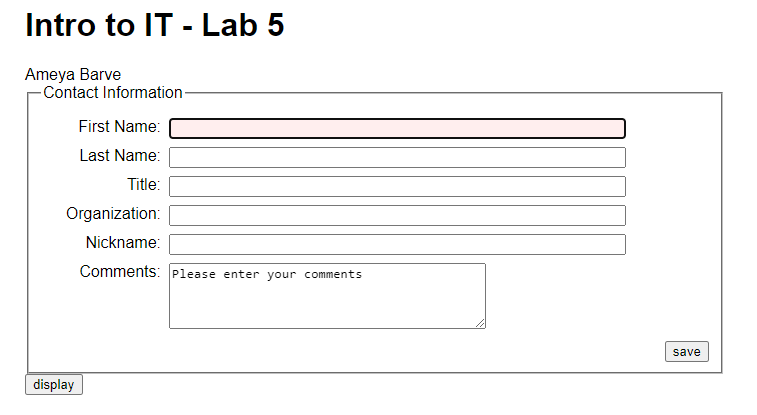 Intro to IT - Lab 5
Ameya Barve
Contact Information
First Name:
Last Name:
Title:
Organization:
Nickname:
Comments:
Please enter your comments
save
display